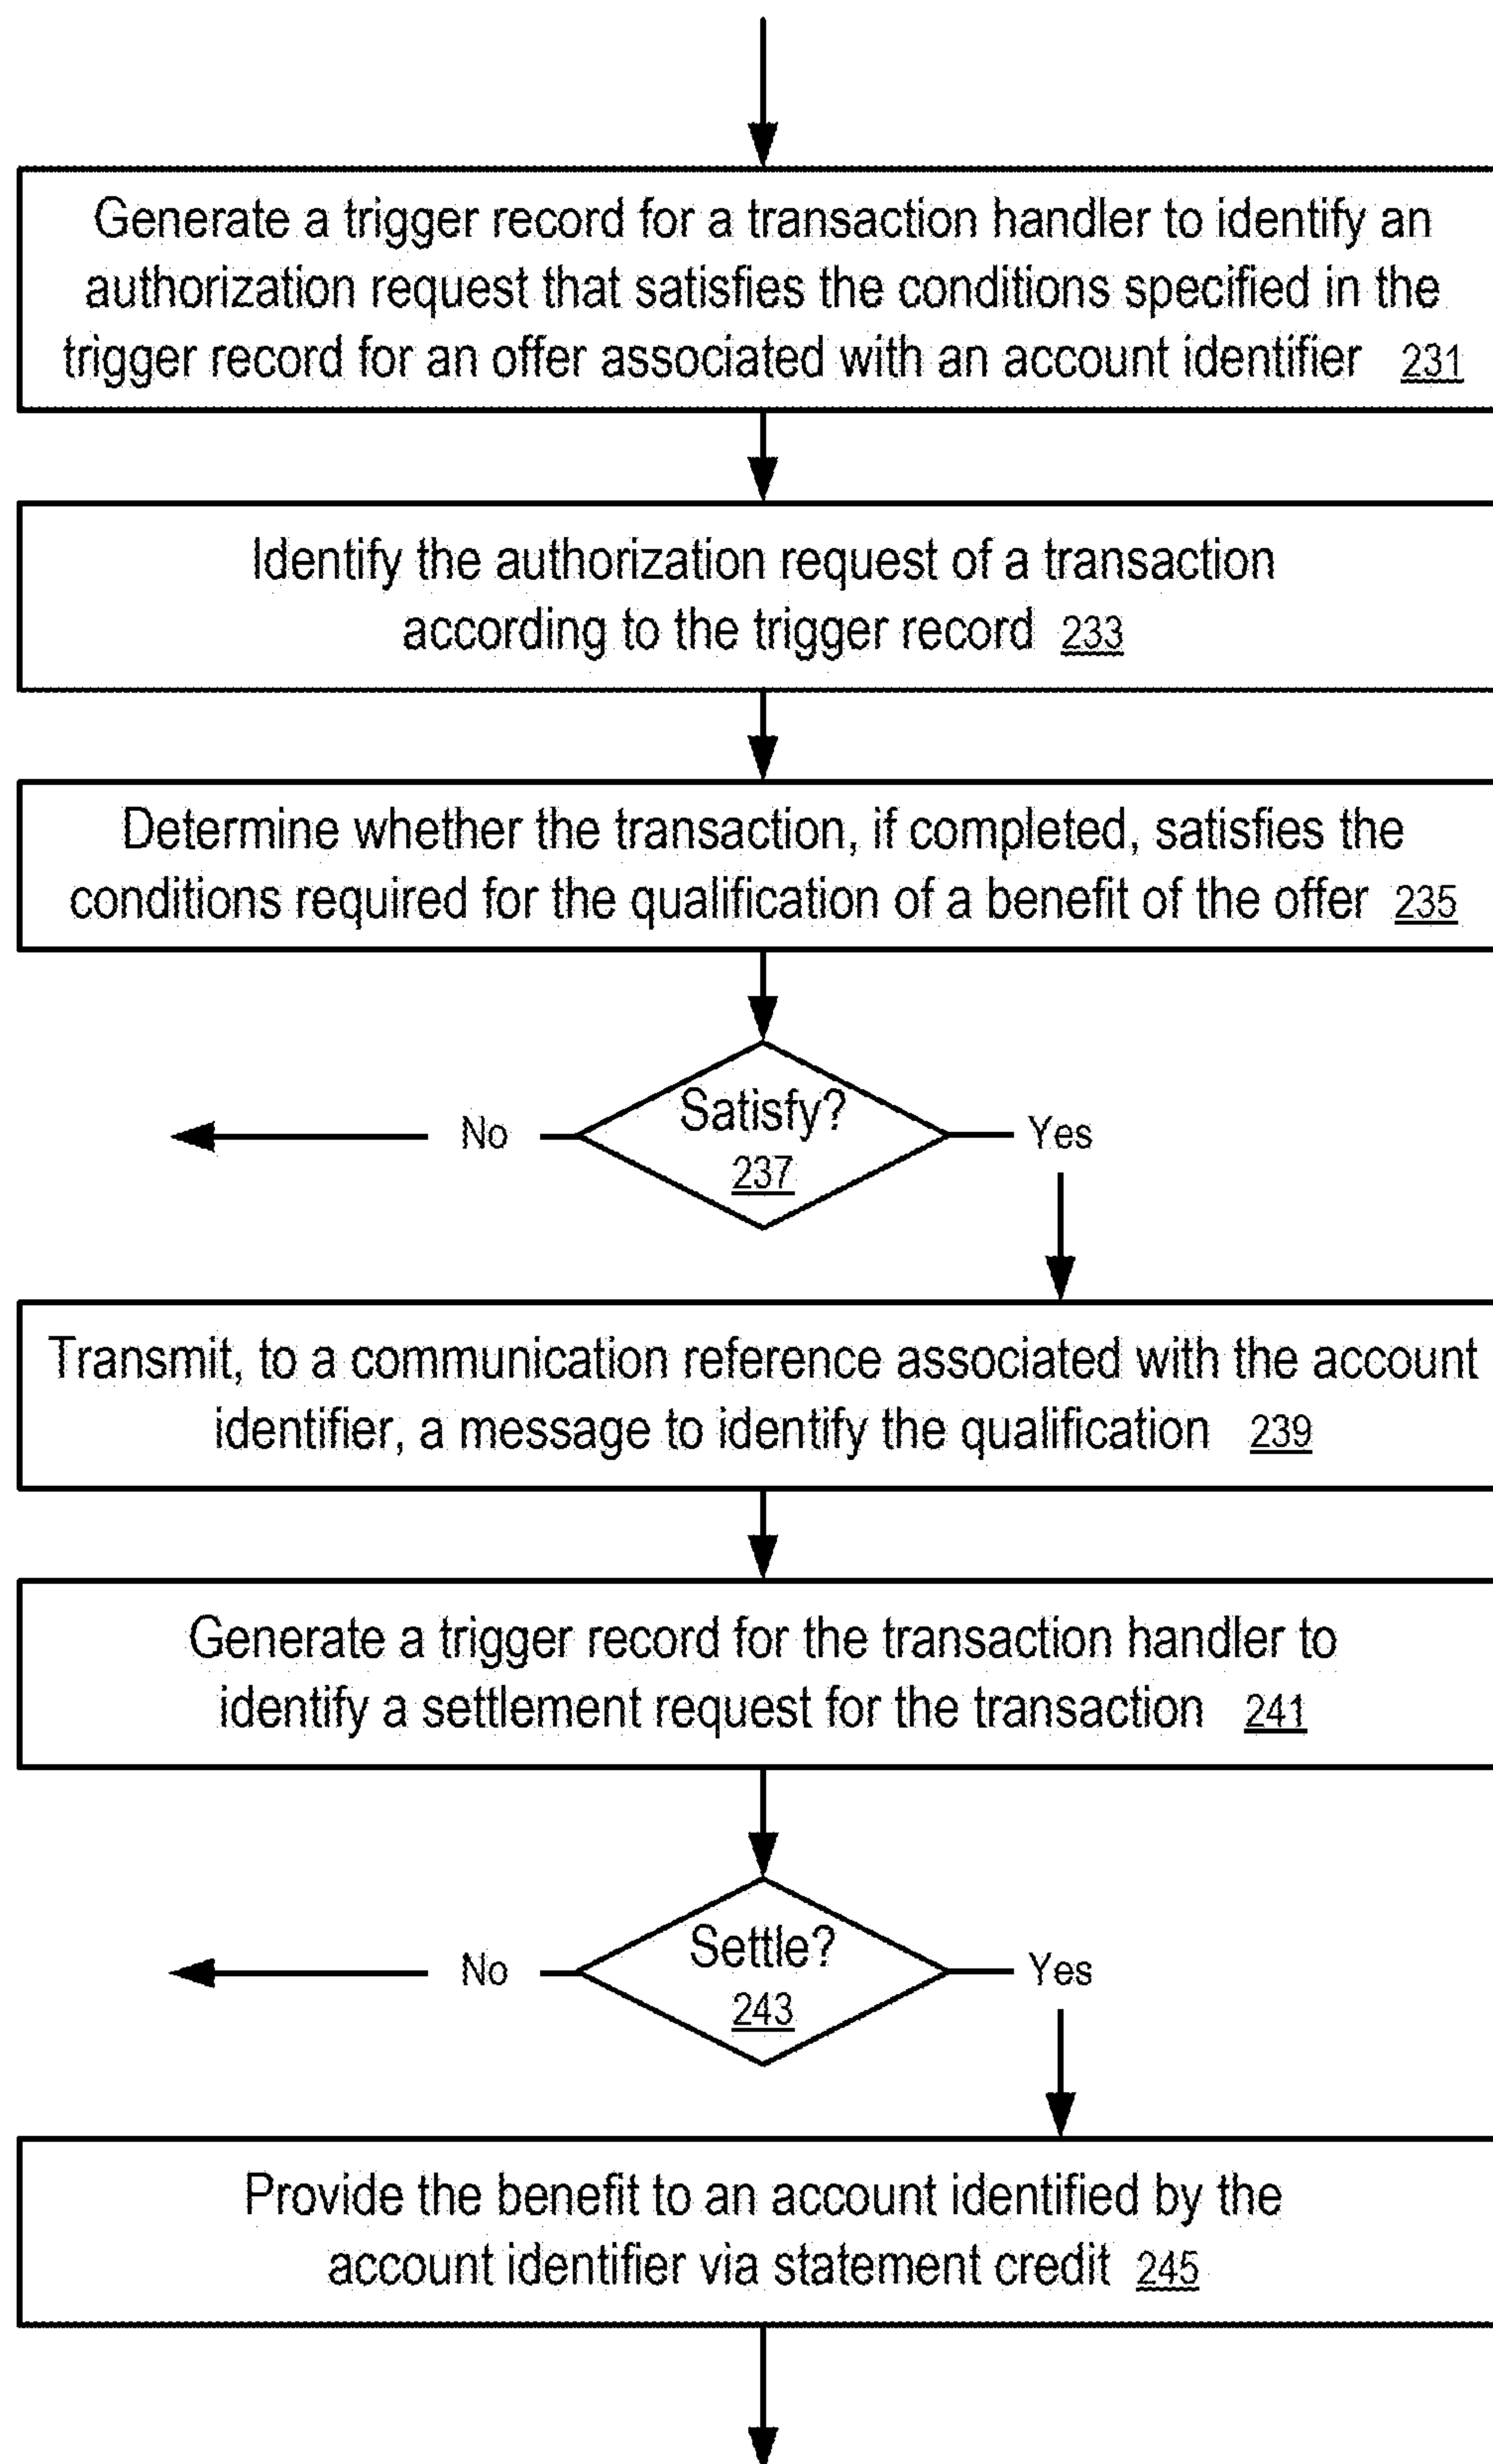 Generate a trigger record for a transaction handler to identify an
authorization request that satisfies the conditions specified in the
trigger record for an offer associated with an account identifier 231
Identify the authorization request of a transaction
according to the trigger record 233
Determine whether the transaction, if completed, satisfies the
conditions required for the qualification of a benefit of the offer 235
Satisfy?
No
Yes
237
Transmit, to a communication reference associated with the account
identifier, a message to identify the qualification 239
Generate a trigger record for the transaction handler to
identify a settlement request for the transaction 241
Settle?
No
Yes
243
Provide the benefit to an account identified by the
account identifier via statement credit 245